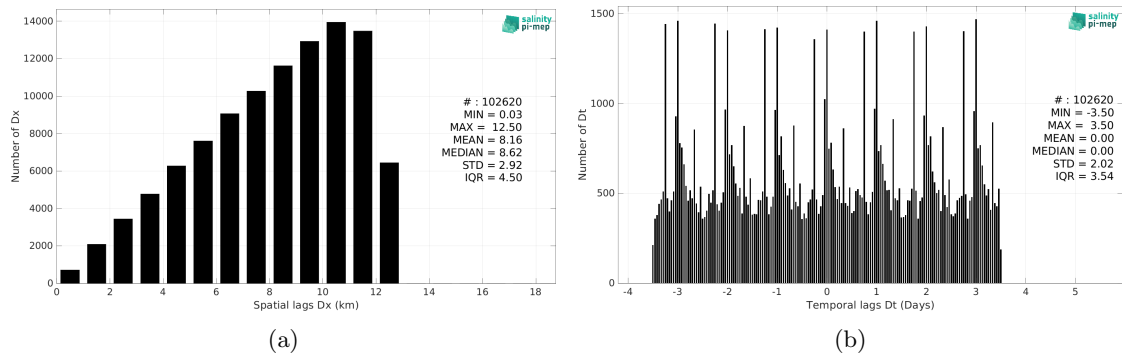 14000
12000
10000
8000
6000
4000
2000
0
Number of Dx
0 2 4 6 8 10 12 14 16 18
Spatial lags Dx (km)
salinity
pi-mep
# : 102620
MIN = 0.03
MAX = 12.50
MEAN = 8.16
MEDIAN = 8.62
STD = 2.92
IQR = 4.50
(a)
1500
1000
500
0
Number of Dt
-4 -3 -2 -1 0 1 2 3 4 5
Temporal lags Dt (Days)
salinity
pi-mep
# : 102620
MIN = -3.50
MAX = 3.50
MEAN = 0.00
MEDIAN = 0.00
STD = 2.02
IQR = 3.54
(b)